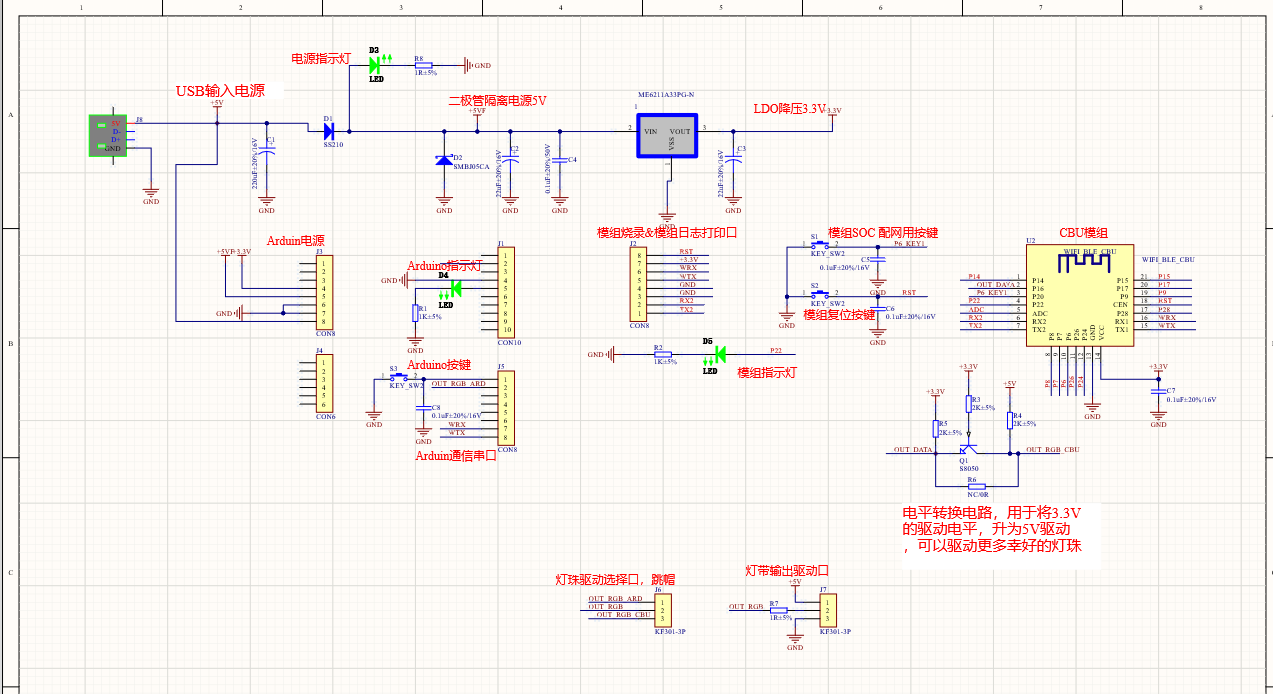 1 2 3 4 5 6 7 8
A
B
C
电源指示灯
D3
LED
R8
1R±5%
GND
USB输入电源
+5V
J8
5V
D-
D+
GND
GND
C1
220uF±20%/16V
GND
D1
SS210
二极管隔离电源5V
+5VF
D2
SMBJ05CA
GND
C2
22uF±20%/16V
GND
C4
0.1uF±20%/50V
GND
ME6211A33PG-N
1
2 VIN VOUT 3
VSS
1
GND
LDO降压3.3V
+3.3V
C3
22uF±20%/16V
GND
Arduin电源
+5VF
+3.3V
J3
1
2
3
4
5
6
7
8
CON8
GND
J4
1
2
3
4
5
6
CON6
Arduino指示灯
GND
D4
LED
R1
1K±5%
GND
J1
1
2
3
4
5
6
7
8
9
10
CON10
Arduino按键
S3
1 2
KEY_SW2
GND
C8
0.1uF±20%/16V
GND
OUT_RGB_ARD
WRX
WTX
J5
1
2
3
4
5
6
7
8
CON8
Arduin通信串口
模组烧录&模组日志打印口
J2
8 RST
7 +3.3V
6 WRX
5 WTX
4 GND
3 GND
2 RX2
1 TX2
CON8
GND
R2
1K±5%
D5
LED
P22
模组指示灯
模组SOC 配网用按键
S1
1 2
KEY_SW2
P6_KEY1
C5
0.1uF±20%/16V
GND
S2
1 2
KEY_SW2
RST
模组复位按键
GND
C6
0.1uF±20%/16V
GND
CBU模组
U2
WIFI_BLE_CBU
WIFI_BLE_CBU
P14 1 P14
OUT_DATA 2 P16
P6_KEY1 3 P20
P22 4 P22
ADC 5 ADC
RX2 6 RX2
TX2 7 TX2
P15 21 P15
P17 20 P17
P9 19 P9
CEN 18 RST
P28 17 P28
RX1 16 WRX
TX1 15 WTX
P8 P7 P6 P26 P24 GND VCC
8 9 10 11 12 13 14
P8 P7 P6 P26 P24
GND
+3.3V
C7
0.1uF±20%/16V
GND
+3.3V
+3.3V
+5V
R5
2K±5%
R3
2K±5%
R4
2K±5%
OUT_DATA
Q1
S8050
OUT_RGB_CBU
R6
NC/0R
电平转换电路，用于将3.3V
的驱动电平，升为5V驱动
，可以驱动更多幸好的灯珠
灯珠驱动选择口，跳帽
J6
OUT_RGB_ARD 1
OUT_RGB 2
OUT_RGB_CBU 3
KF301-3P
灯带输出驱动口
+5V
J7
OUT_RGB
R7
1R±5%
1
2
3
KF301-3P
GND